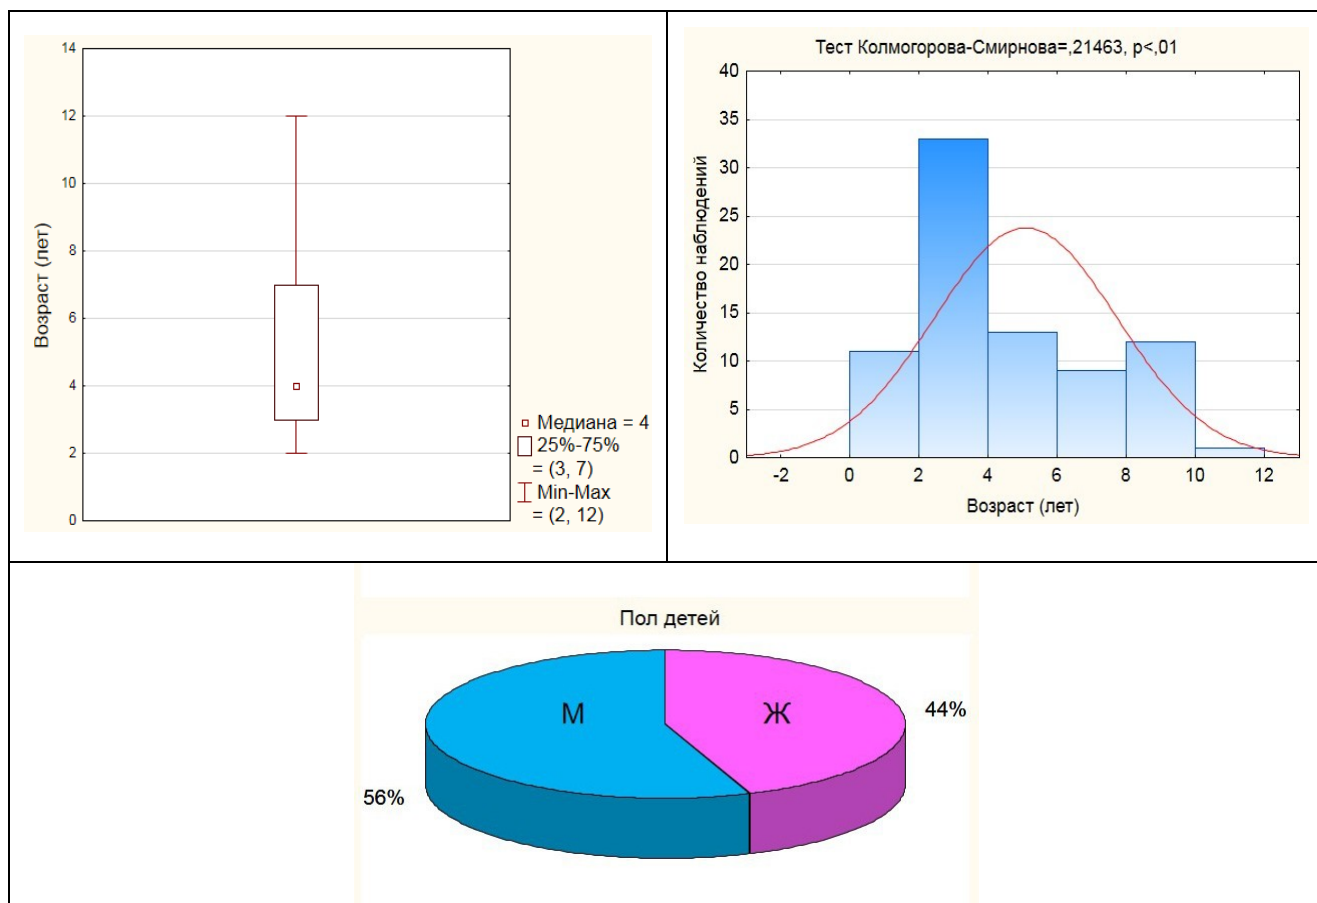 14
12
10
8
6
4
2
0
Возраст (лет)
Медиана = 4
25%-75%
= (3, 7)
Min-Max
= (2, 12)
Тест Колмогорова-Смирнова=,21463, p<,01
40
35
30
25
20
15
10
5
0
Количество наблюдений
-2 0 2 4 6 8 10 12
Возраст (лет)
Пол детей
М
Ж
44%
56%